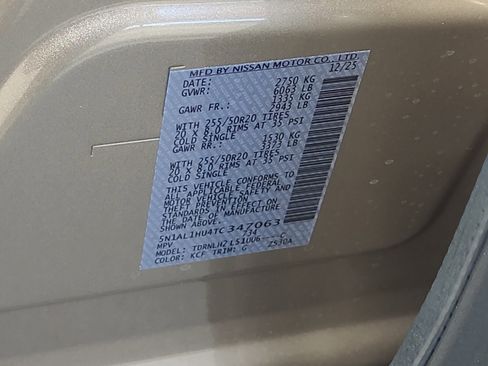 MFD BY NISSAN MOTOR CO., LTD.
DATE: 12/25
GVWR: 2750 KG
6063 LB
GAWR FR.: 1335 KG
2943 LB
WITH 255/50R20 TIRES
20 X 8.0 RIMS AT 35 PSI
COLD SINGLE
GAWR RR.: 1530 KG
3373 LB
WITH 255/50R20 TIRES
20 X 8.0 RIMS AT 35 PSI
COLD SINGLE
THIS VEHICLE CONFORMS TO
ALL APPLICABLE FEDERAL
MOTOR VEHICLE SAFETY AND
THEFT PREVENTION
STANDARDS IN EFFECT ON
THE DATE OF MANUFACTURE
SHOWN ABOVE.
5N1AL1HU4TC347063
MPV 734
MODEL: C
COLOR: KCF TRIM: G